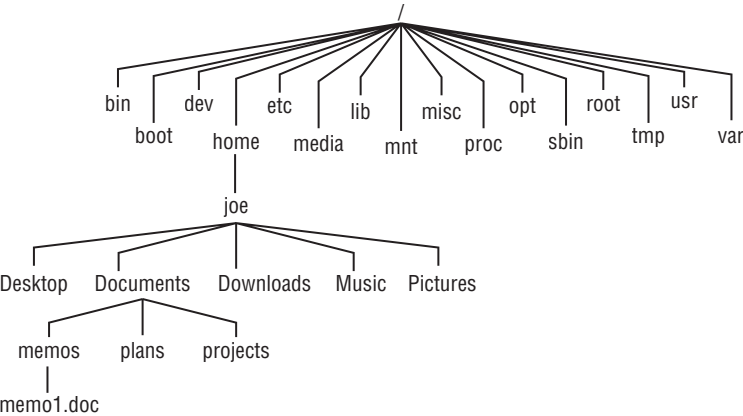 /
bin dev etc lib misc opt root usr
boot home media mnt proc sbin tmp var
joe
Desktop Documents Downloads Music Pictures
memos plans projects
memo1.doc